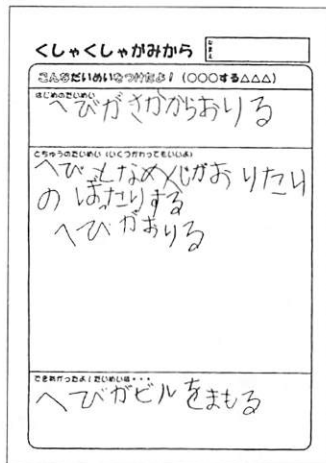 くしゃくしゃがみから
なまえ
こんなだいめいをつけたよ！（○○○する△△△）
はじめのだいめい
へびがさかからおりる
とちゅうのだいめい（いくつかわってもいいよ）
へびとなめくじがおりたり
のぼったりする
へびがおりる
できあがったよ！だいめいは・・・
へびがビルをまもる